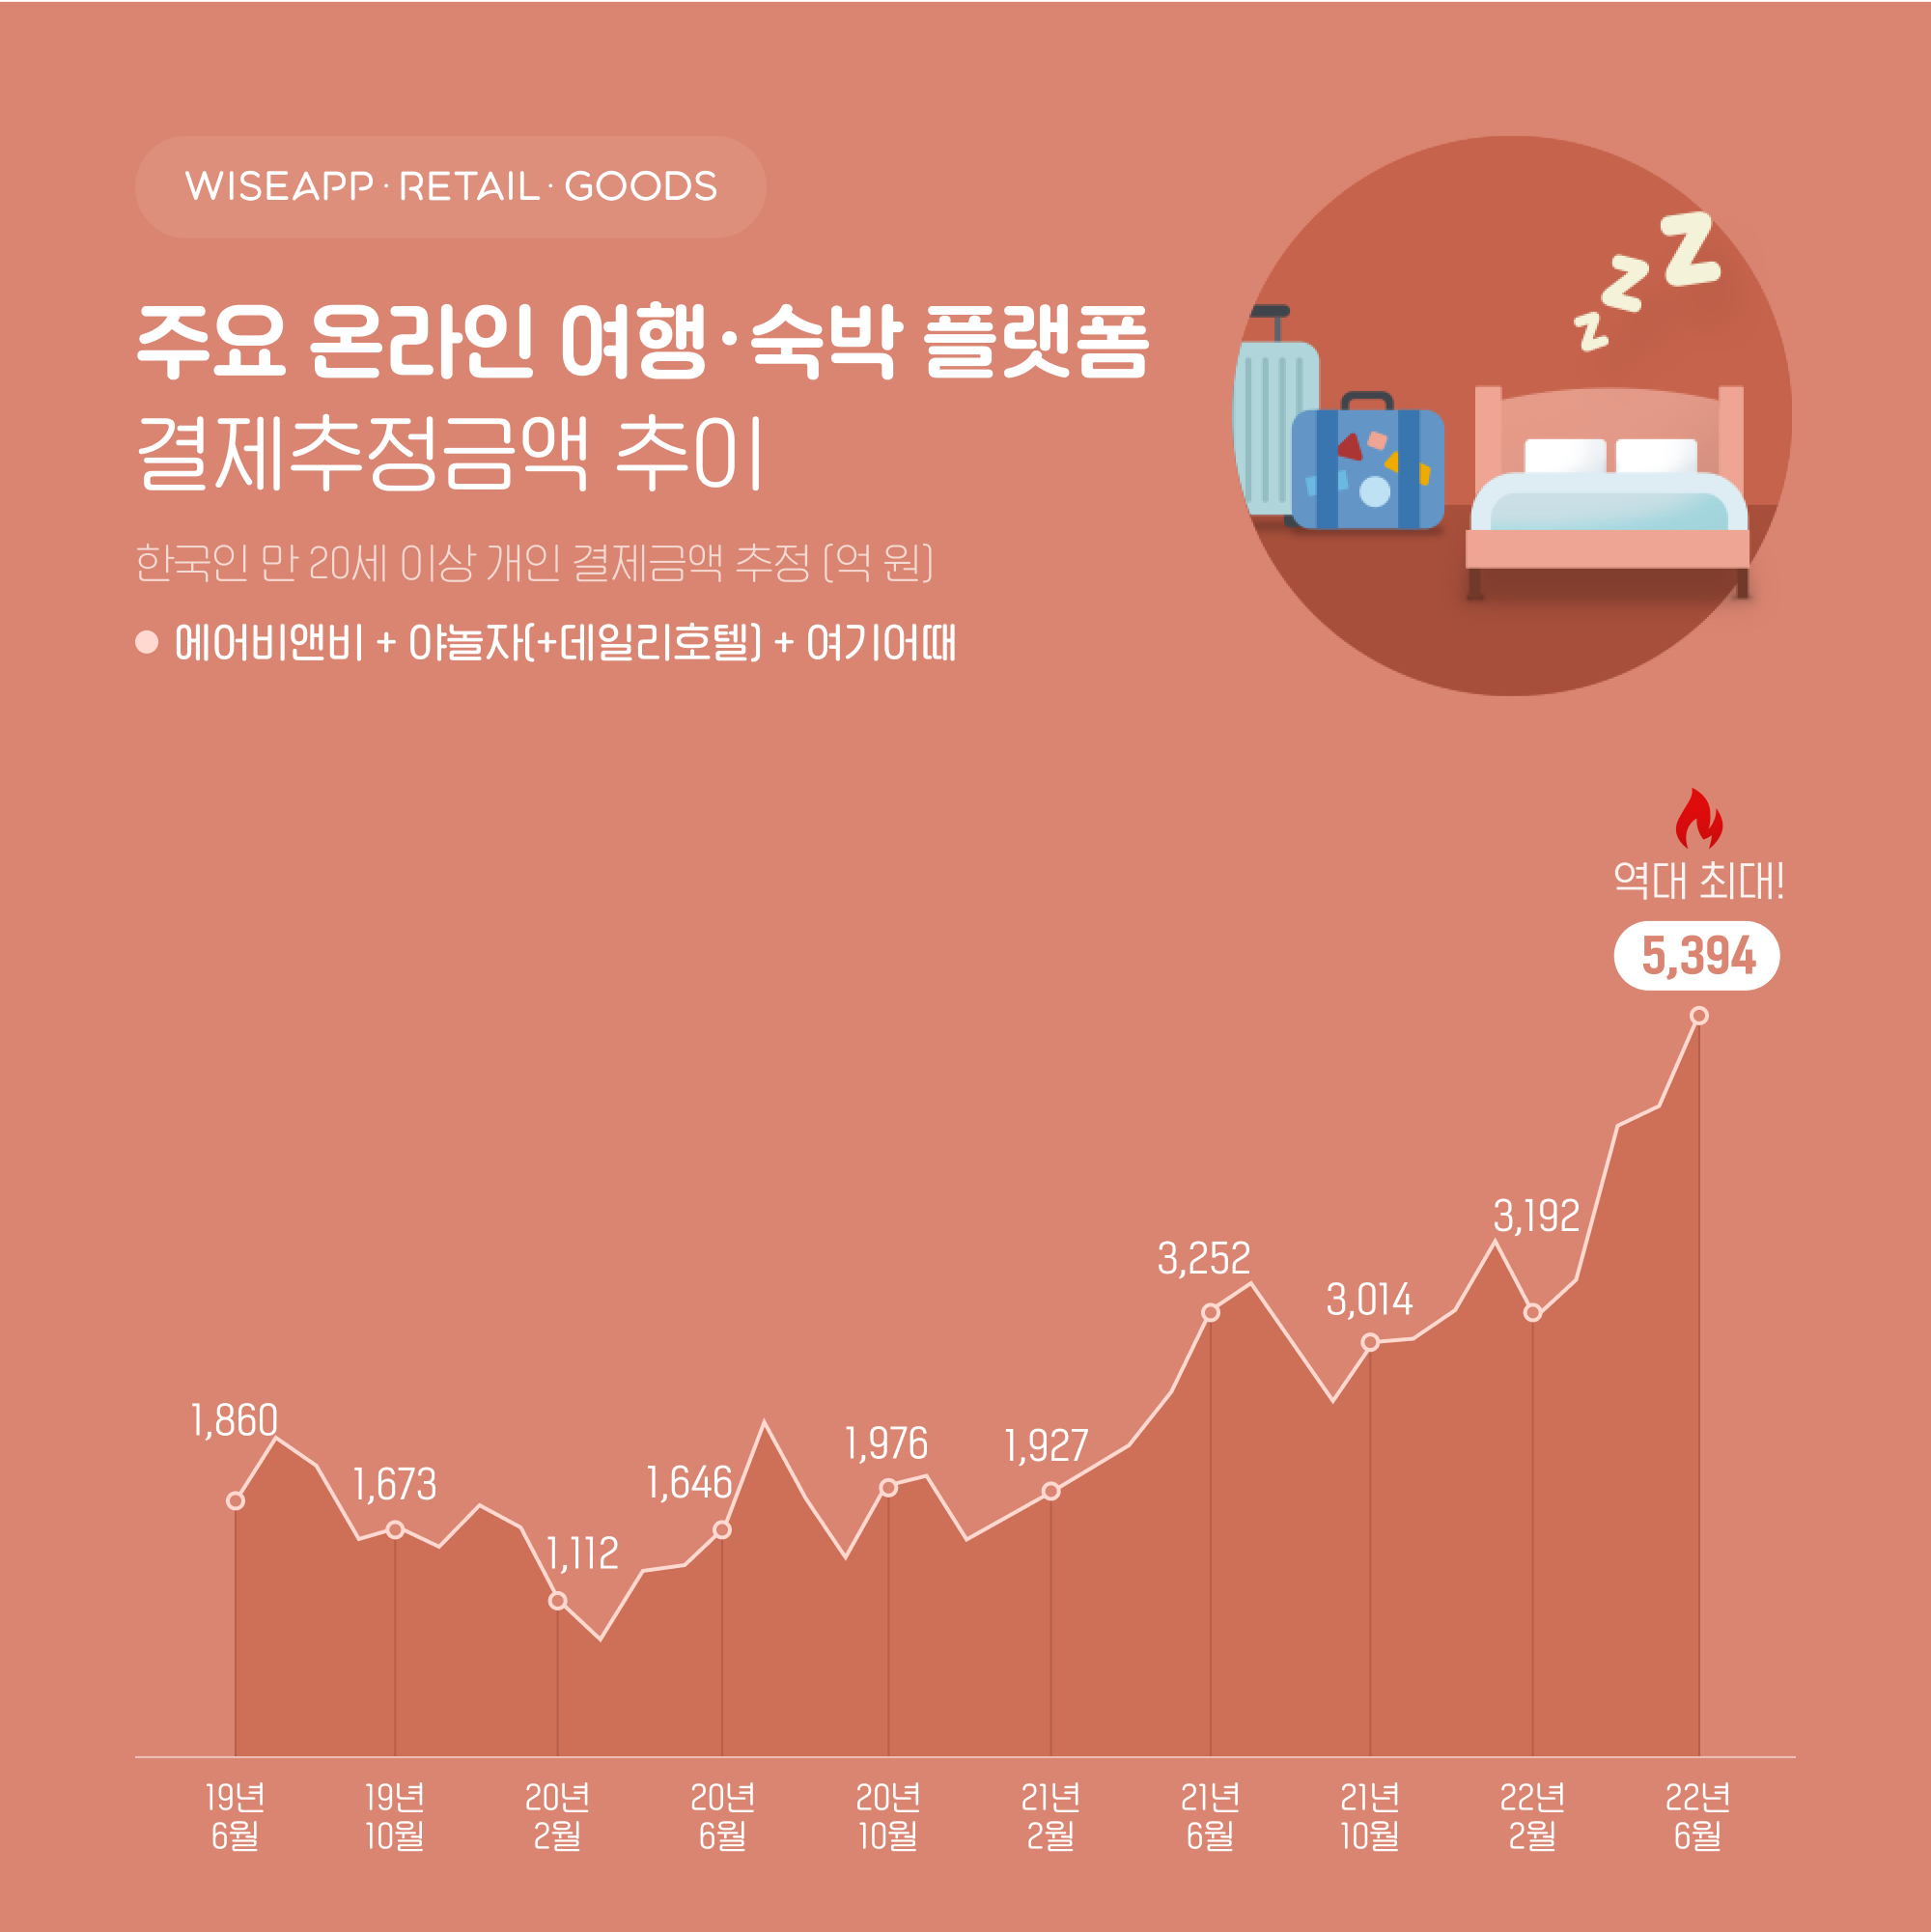 WISEAPP·RETAIL·GOODS
주요 온라인 여행·숙박 플랫폼
결제추정금액 추이
한국인 만 20세 이상 개인 결제금액 추정 (억 원)
에어비앤비 + 야놀자(+데일리호텔) + 여기어때
z z z
역대 최대!
5,394
3,192
3,252
3,014
1,860
1,673
1,112
1,646
1,976
1,927
19년 6월
19년 10월
20년 2월
20년 6월
20년 10월
21년 2월
21년 6월
21년 10월
22년 2월
22년 6월